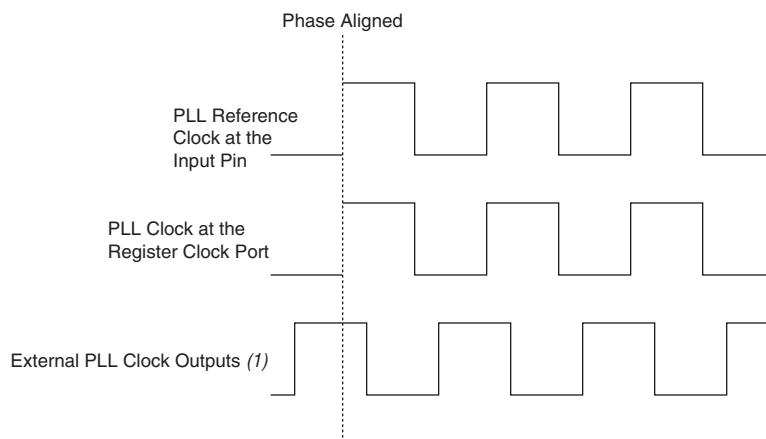 Phase Aligned
PLL Reference
Clock at the
Input Pin
PLL Clock at the
Register Clock Port
External PLL Clock Outputs (1)